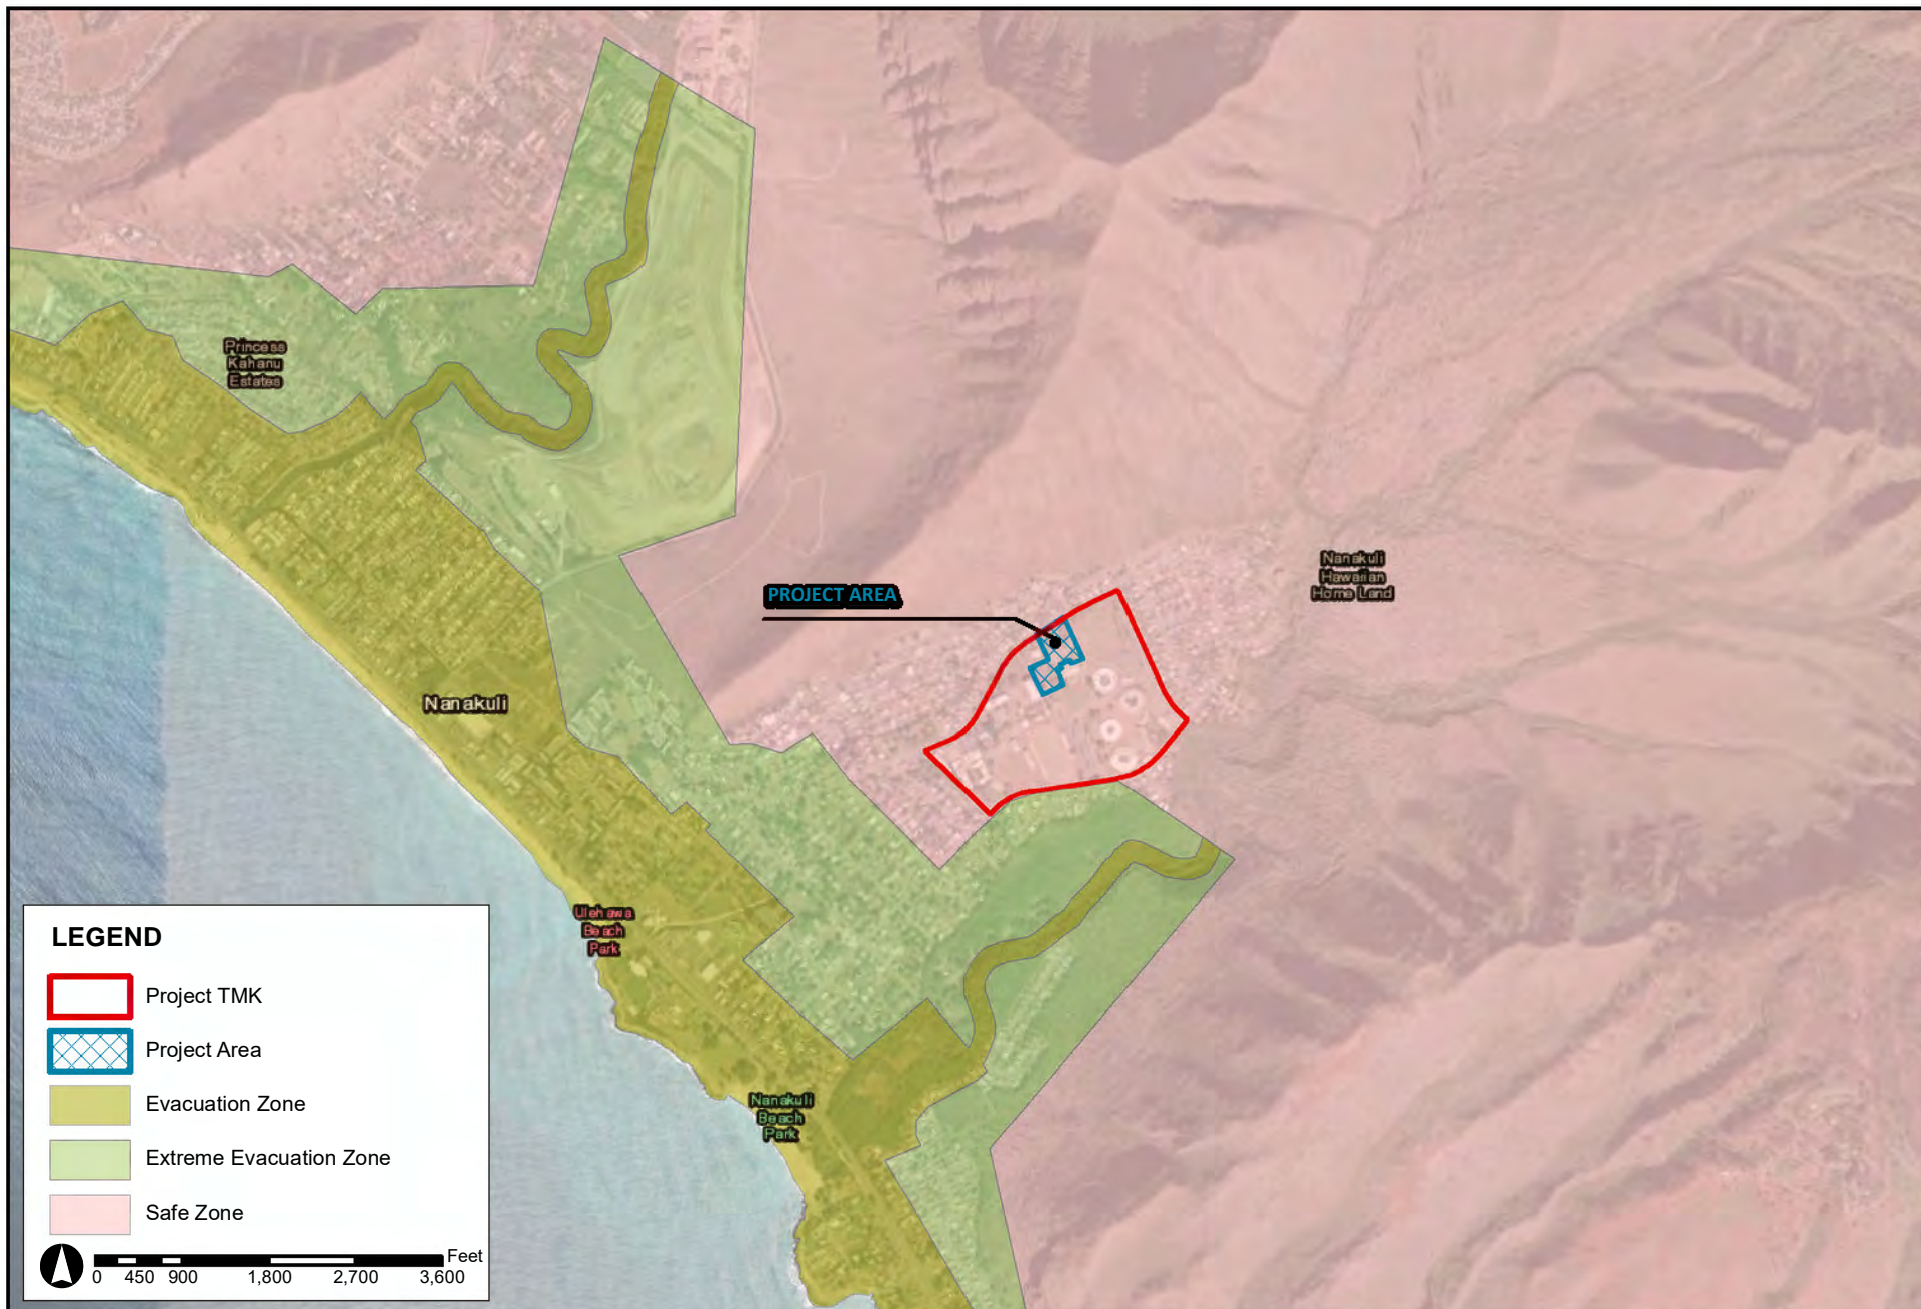 Princess
Kahanu
Estates
Nanakuli
Hawaiian
Home Land
PROJECT AREA
Nanakuli
Ulehawa
Beach
Park
Nanakuli
Beach
Park
LEGEND
Project TMK
Project Area
Evacuation Zone
Extreme Evacuation Zone
Safe Zone
Feet
0 450 900 1,800 2,700 3,600